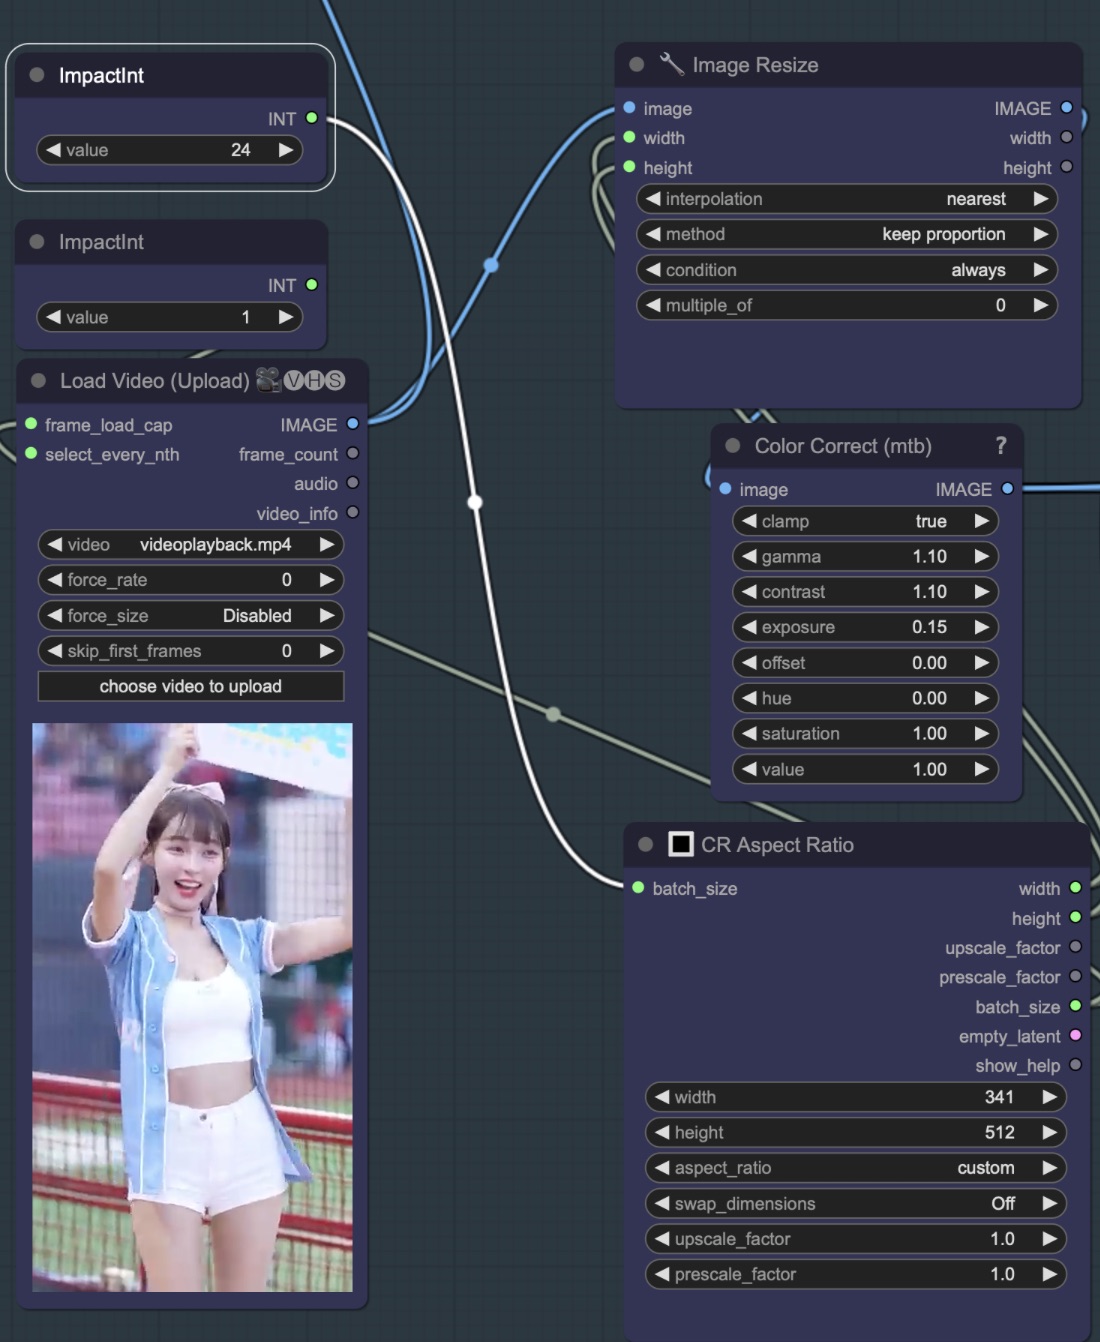 ImpactInt
INT
value 24
ImpactInt
INT
value 1
Load Video (Upload) 🎥🅥🅗🅢
frame_load_cap IMAGE
select_every_nth frame_count
audio
video_info
video videoplayback.mp4
force_rate 0
force_size Disabled
skip_first_frames 0
choose video to upload
🔧 Image Resize
image IMAGE
width width
height height
interpolation nearest
method keep proportion
condition always
multiple_of 0
Color Correct (mtb) ?
image IMAGE
clamp true
gamma 1.10
contrast 1.10
exposure 0.15
offset 0.00
hue 0.00
saturation 1.00
value 1.00
CR Aspect Ratio
batch_size width
height
upscale_factor
prescale_factor
batch_size
empty_latent
show_help
width 341
height 512
aspect_ratio custom
swap_dimensions Off
upscale_factor 1.0
prescale_factor 1.0